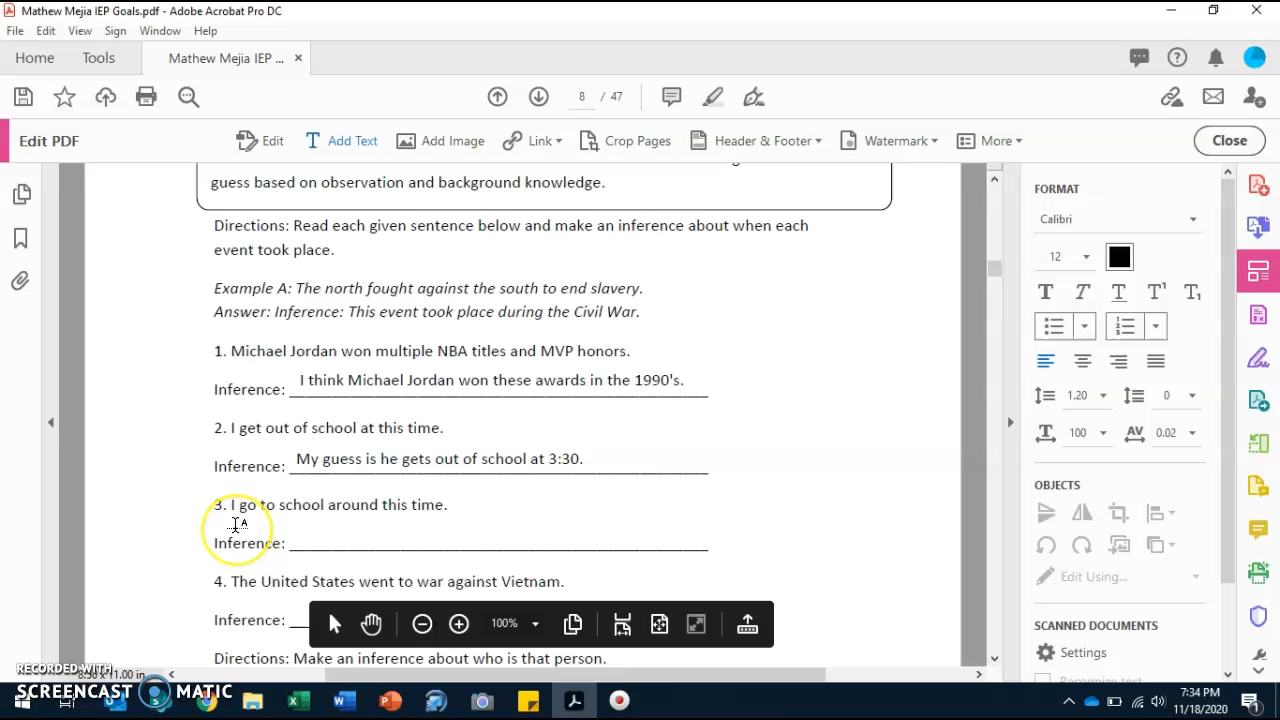 Mathew Mejia IEP Goals.pdf - Adobe Acrobat Pro DC
File Edit View Sign Window Help
Home Tools Mathew Mejia IEP ... ×
8 / 47
Edit PDF Edit Add Text Add Image Link Crop Pages Header & Footer Watermark More Close
guess based on observation and background knowledge.
Directions: Read each given sentence below and make an inference about when each
event took place.
Example A: The north fought against the south to end slavery.
Answer: Inference: This event took place during the Civil War.
1. Michael Jordan won multiple NBA titles and MVP honors.
Inference: I think Michael Jordan won these awards in the 1990's.
2. I get out of school at this time.
Inference: My guess is he gets out of school at 3:30.
3. I go to school around this time.
Inference: 
4. The United States went to war against Vietnam.
Inference:
100%
Directions: Make an inference about who is that person.
8.50 x 11.00 in
FORMAT
Calibri
12
1.20 0
100 AV 0.02
OBJECTS
Edit Using...
SCANNED DOCUMENTS
Settings
Recognize text
RECORDED WITH
SCREENCAST MATIC
7:34 PM
11/18/2020